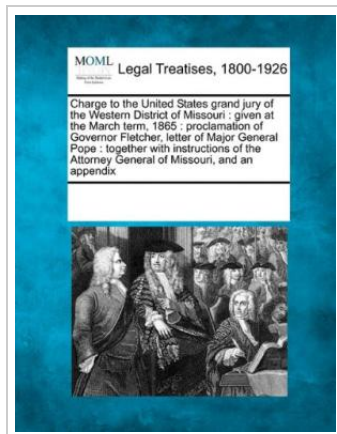 MOML
Legal Treatises, 1800-1926
Charge to the United States grand jury of
the Western District of Missouri : given at
the March term, 1865 : proclamation of
Governor Fletcher, letter of Major General
Pope : together with instructions of the
Attorney General of Missouri, and an
appendix